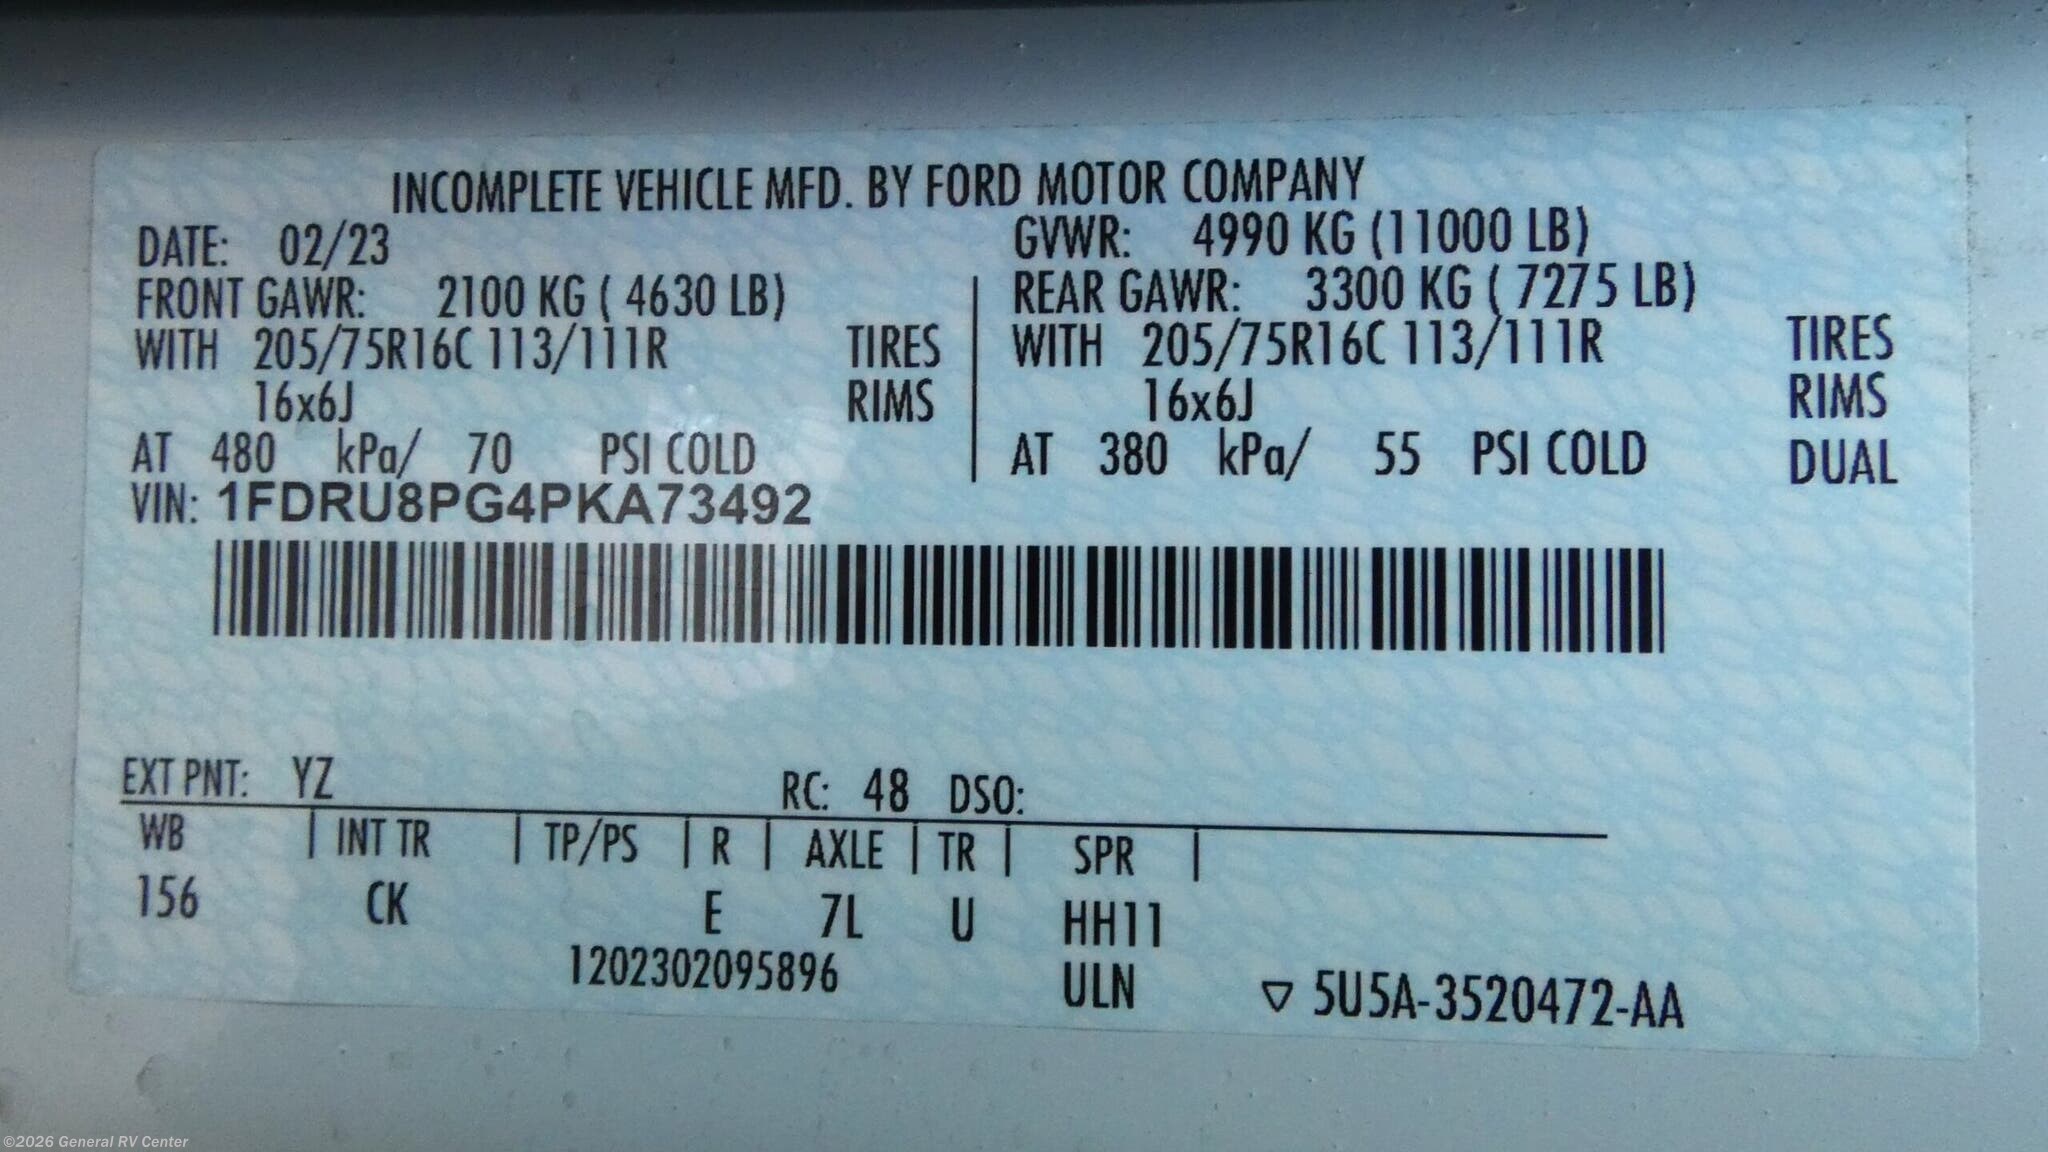 INCOMPLETE VEHICLE MFD. BY FORD MOTOR COMPANY
DATE: 02/23 GVWR: 4990 KG (11000 LB)
FRONT GAWR: 2100 KG ( 4630 LB) REAR GAWR: 3300 KG ( 7275 LB)
WITH 205/75R16C 113/111R TIRES WITH 205/75R16C 113/111R TIRES
16x6J RIMS 16x6J RIMS
AT 480 kPa/ 70 PSI COLD AT 380 kPa/ 55 PSI COLD DUAL
VIN: 1FDRU8PG4PKA73492
EXT PNT: YZ RC: 48 DSO:
WB INT TR TP/PS R AXLE TR SPR
156 CK E 7L U HH11
1202302095896 ULN ▽ 5U5A-3520472-AA
©2026 General RV Center